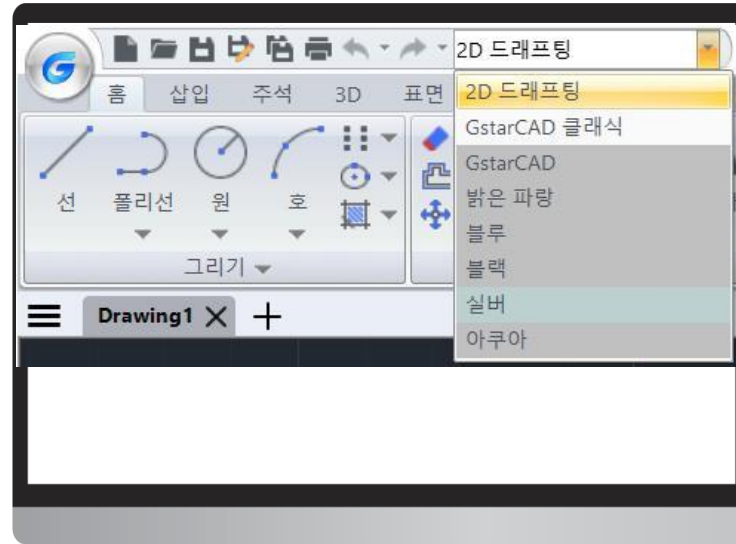 2D 드래프팅
홈 삽입 주석 3D 표면
2D 드래프팅
GstarCAD 클래식
GstarCAD
밝은 파랑
블루
블랙
실버
아쿠아
선 폴리선 원 호
그리기
Drawing1